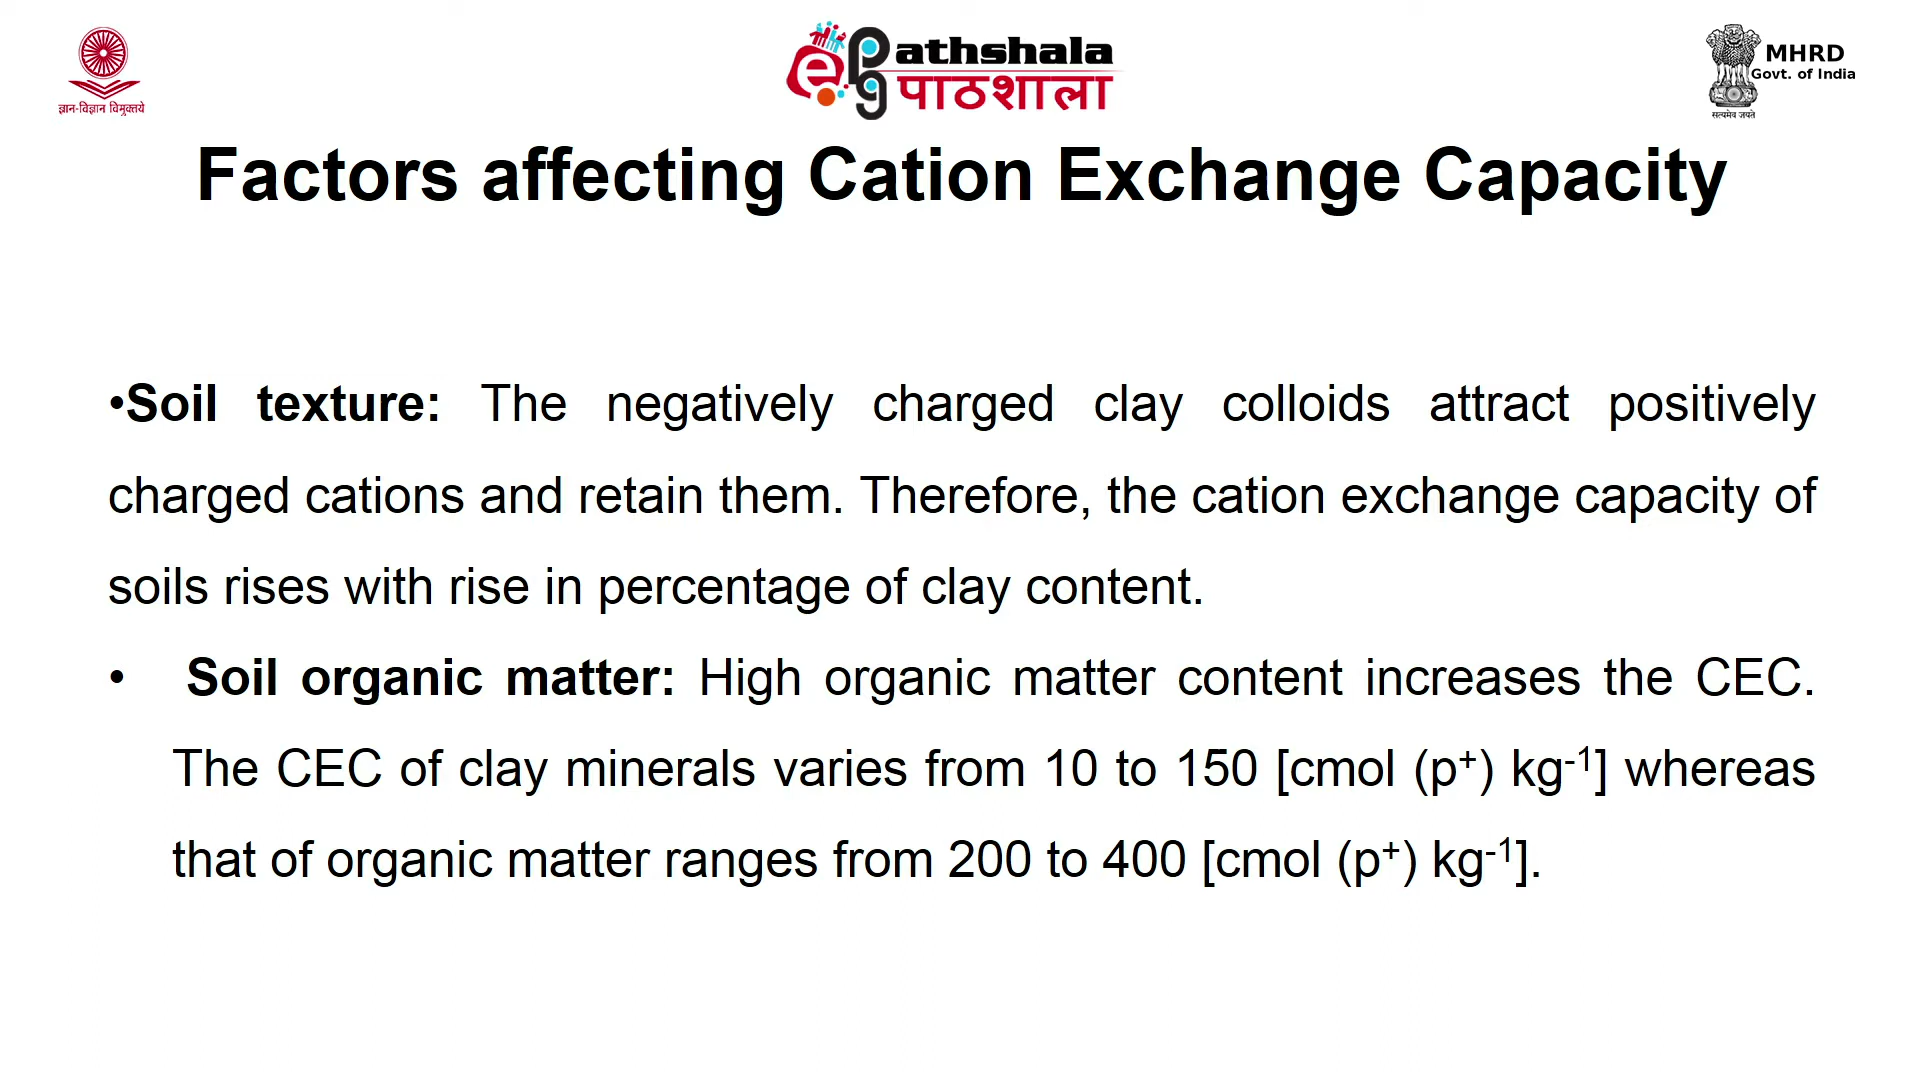 ज्ञान-विज्ञान विमुक्तये
ePGathshala
पाठशाला
MHRD
Govt. of India
सत्यमेव जयते
Factors affecting Cation Exchange Capacity
•Soil texture: The negatively charged clay colloids attract positively
charged cations and retain them. Therefore, the cation exchange capacity of
soils rises with rise in percentage of clay content.
• Soil organic matter: High organic matter content increases the CEC.
The CEC of clay minerals varies from 10 to 150 [cmol (p⁺) kg⁻¹] whereas
that of organic matter ranges from 200 to 400 [cmol (p⁺) kg⁻¹].